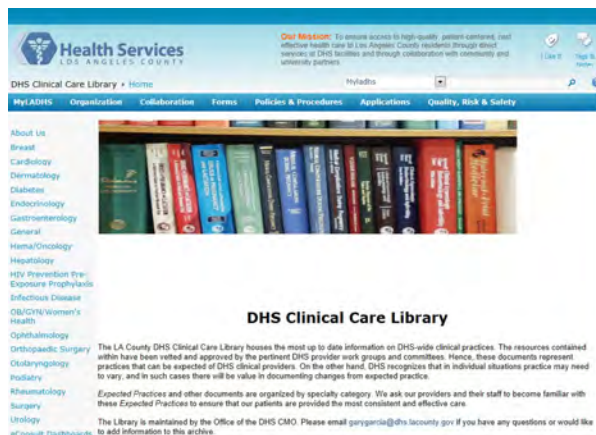 Health Services
LOS ANGELES COUNTY
Our Mission: To ensure access to high-quality, patient-centered, cost
effective health care to Los Angeles County residents through direct
services at DHS facilities and through collaboration with community and
university partners.
I Like It
Tags &
DHS Clinical Care Library › Home
Myladhs
MyLADHS Organization Collaboration Forms Policies & Procedures Applications Quality, Risk & Safety
About Us
Breast
Cardiology
Dermatology
Diabetes
Endocrinology
Gastroenterology
General
Hema/Oncology
Hepatology
HIV Prevention Pre-
Exposure Prophylaxis
Infectious Disease
OB/GYN/Women's
Health
Ophthalmology
Orthopaedic Surgery
Otolaryngology
Podiatry
Rheumatology
Surgery
Urology
eConsult Dashboards
DHS Clinical Care Library
The LA County DHS Clinical Care Library houses the most up to date information on DHS-wide clinical practices. The resources contained
within have been vetted and approved by the pertinent DHS provider work groups and committees. Hence, these documents represent
practices that can be expected of DHS clinical providers. On the other hand, DHS recognizes that in individual situations practice may need
to vary, and in such cases there will be value in documenting changes from expected practice.
Expected Practices and other documents are organized by specialty category. We ask our providers and their staff to become familiar with
these Expected Practices to ensure that our patients are provided the most consistent and effective care.
The Library is maintained by the Office of the DHS CMO. Please email garygarcia@dhs.lacounty.gov if you have any questions or would like
to add information to this archive.